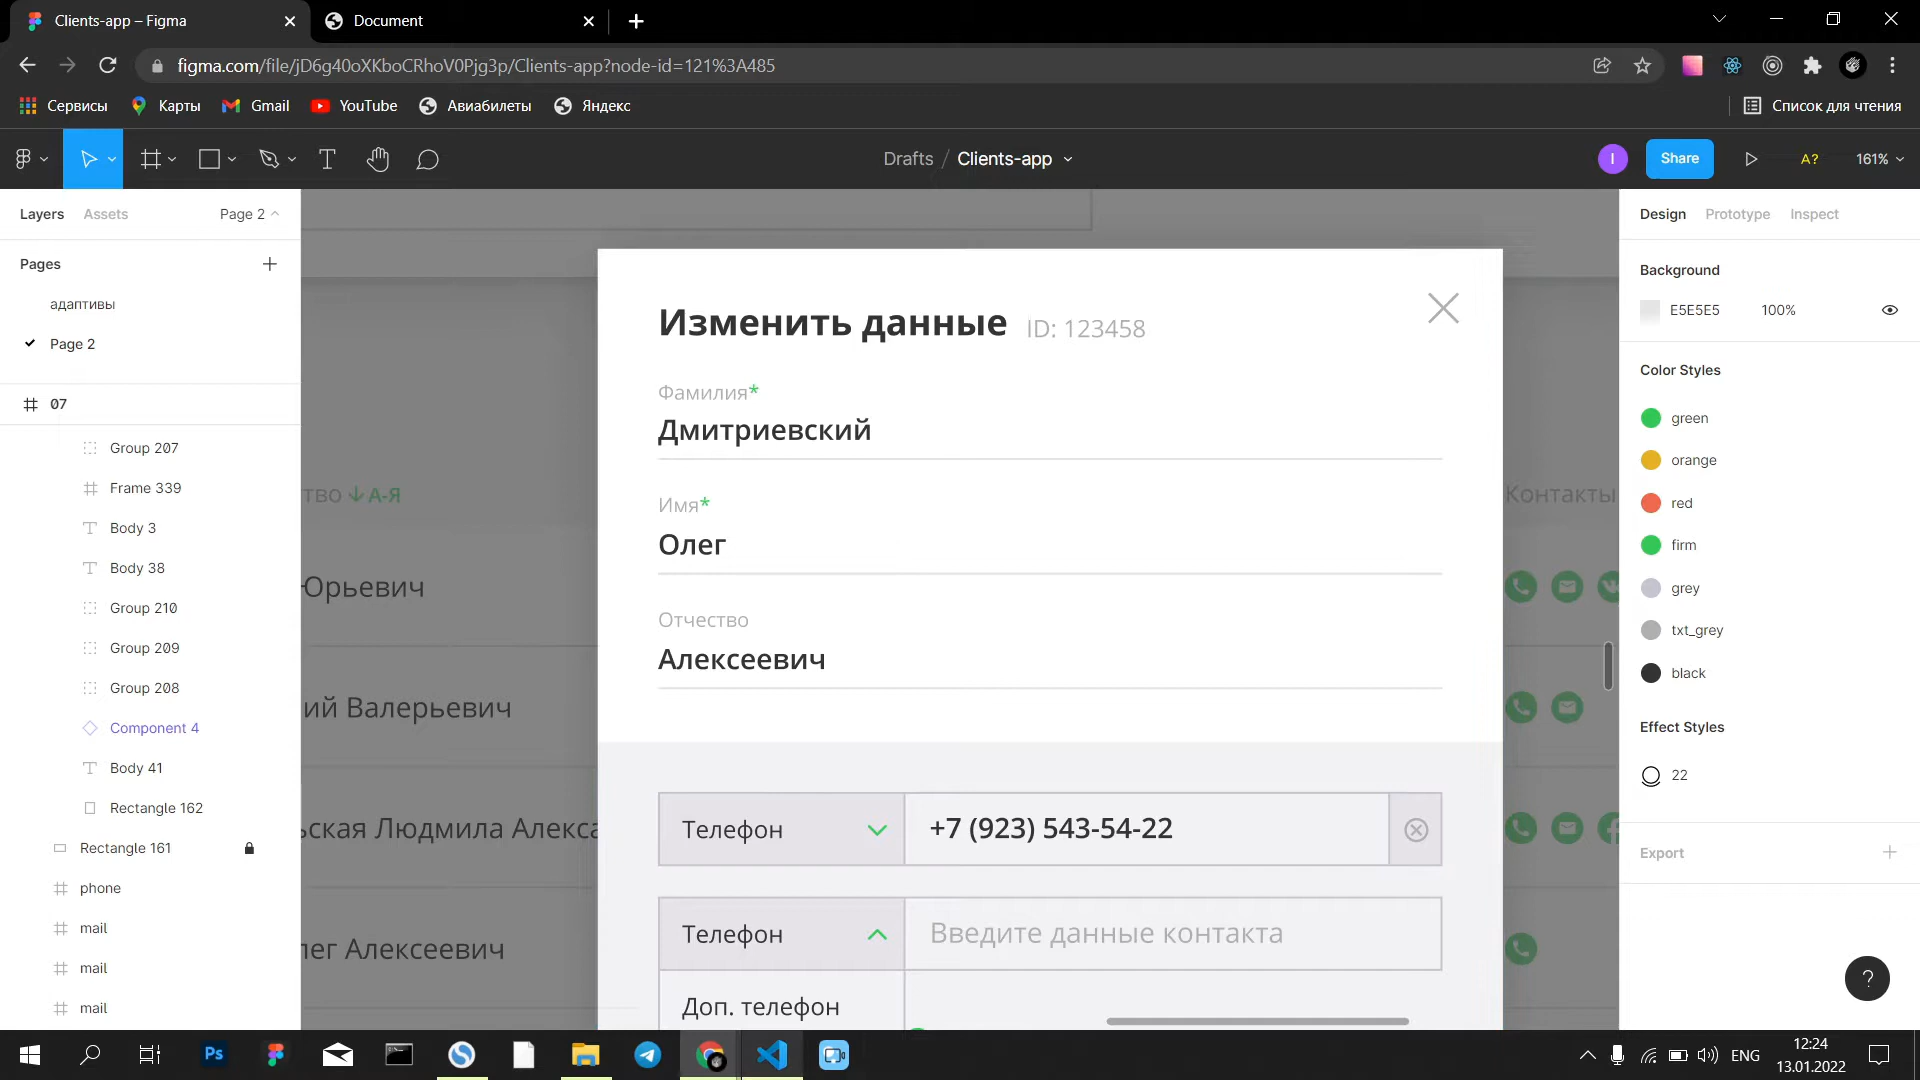 Clients-app – Figma
Document
figma.com/file/jD6g40oXKboCRhoV0Pjg3p/Clients-app?node-id=121%3A485
Сервисы
Карты
Gmail
YouTube
Авиабилеты
Яндекс
Список для чтения
Drafts / Clients-app
I
Share
A?
161%
Layers
Assets
Page 2
Pages
адаптивы
Page 2
07
Group 207
Frame 339
Body 3
Body 38
Group 210
Group 209
Group 208
Component 4
Body 41
Rectangle 162
Rectangle 161
phone
mail
mail
mail
тво А-Я
Юрьевич
ий Валерьевич
ьская Людмила Алекса
лег Алексеевич
Контакты
Изменить данные ID: 123458
Фамилия*
Дмитриевский
Имя*
Олег
Отчество
Алексеевич
Телефон
+7 (923) 543-54-22
Телефон
Введите данные контакта
Доп. телефон
Design
Prototype
Inspect
Background
E5E5E5
100%
Color Styles
green
orange
red
firm
grey
txt_grey
black
Effect Styles
22
Export
?
Ps
ENG
12:24
13.01.2022